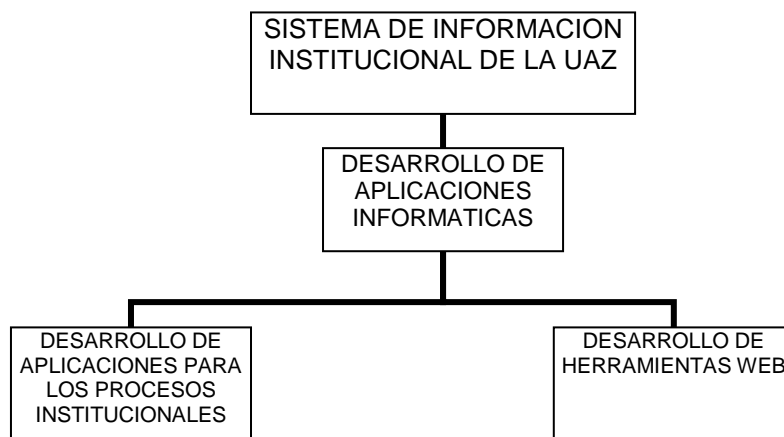 SISTEMA DE INFORMACION
INSTITUCIONAL DE LA UAZ
DESARROLLO DE
APLICACIONES
INFORMATICAS
DESARROLLO DE
APLICACIONES PARA
LOS PROCESOS
INSTITUCIONALES
DESARROLLO DE
HERRAMIENTAS WEB